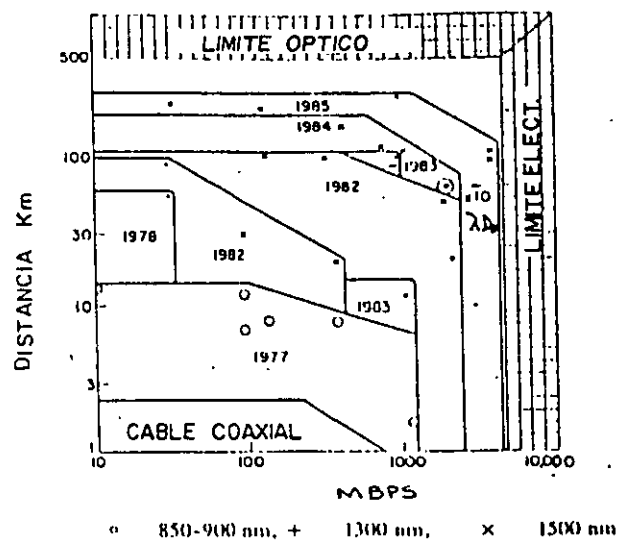 LIMITE OPTICO
500
1985
1984
100
1983
1982
10
λ
LIMITE ELECT.
DISTANCIA Km
30
1978
1982
10
1983
1977
3
CABLE COAXIAL
1
10
100
1000
10,000
MBPS
○ 850-900 nm, + 1300 nm, × 1500 nm